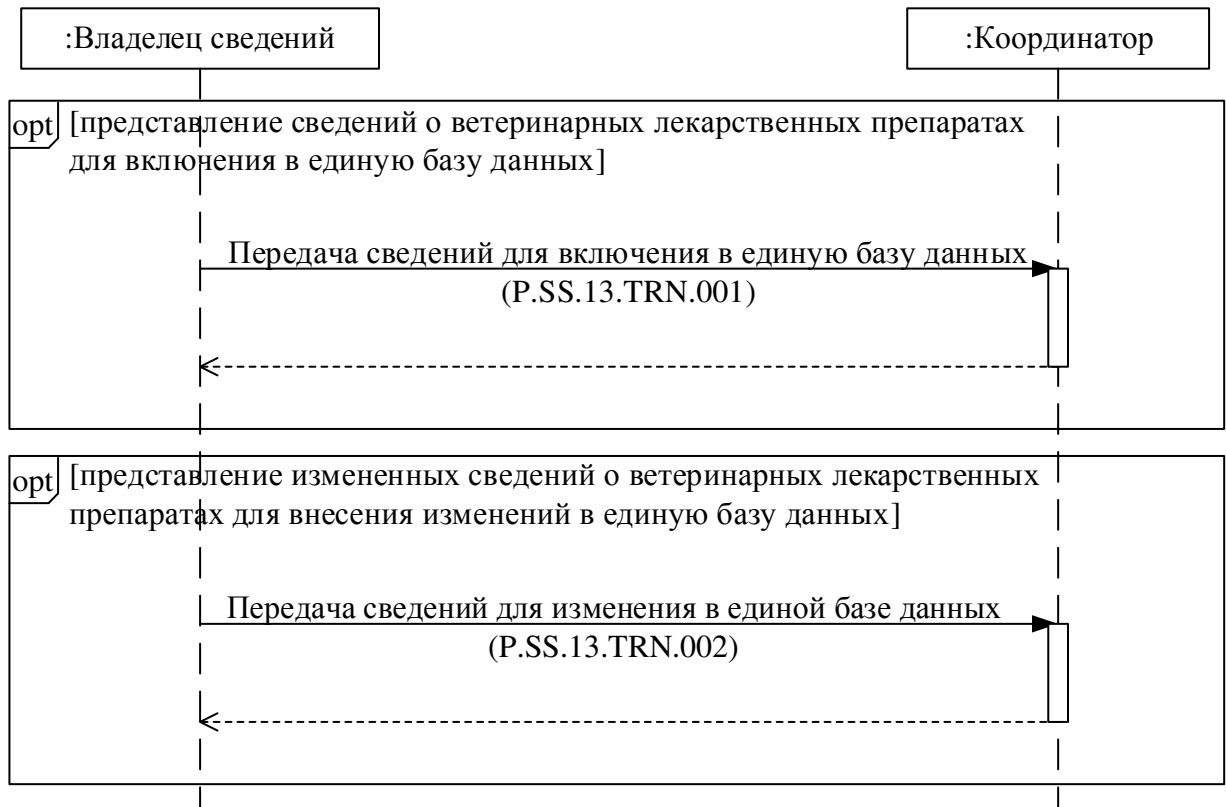 :Владелец сведений
:Координатор
opt
[представление сведений о ветеринарных лекарственных препаратах
для включения в единую базу данных]
Передача сведений для включения в единую базу данных
(P.SS.13.TRN.001)
opt
[представление измененных сведений о ветеринарных лекарственных
препаратах для внесения изменений в единую базу данных]
Передача сведений для изменения в единой базе данных
(P.SS.13.TRN.002)